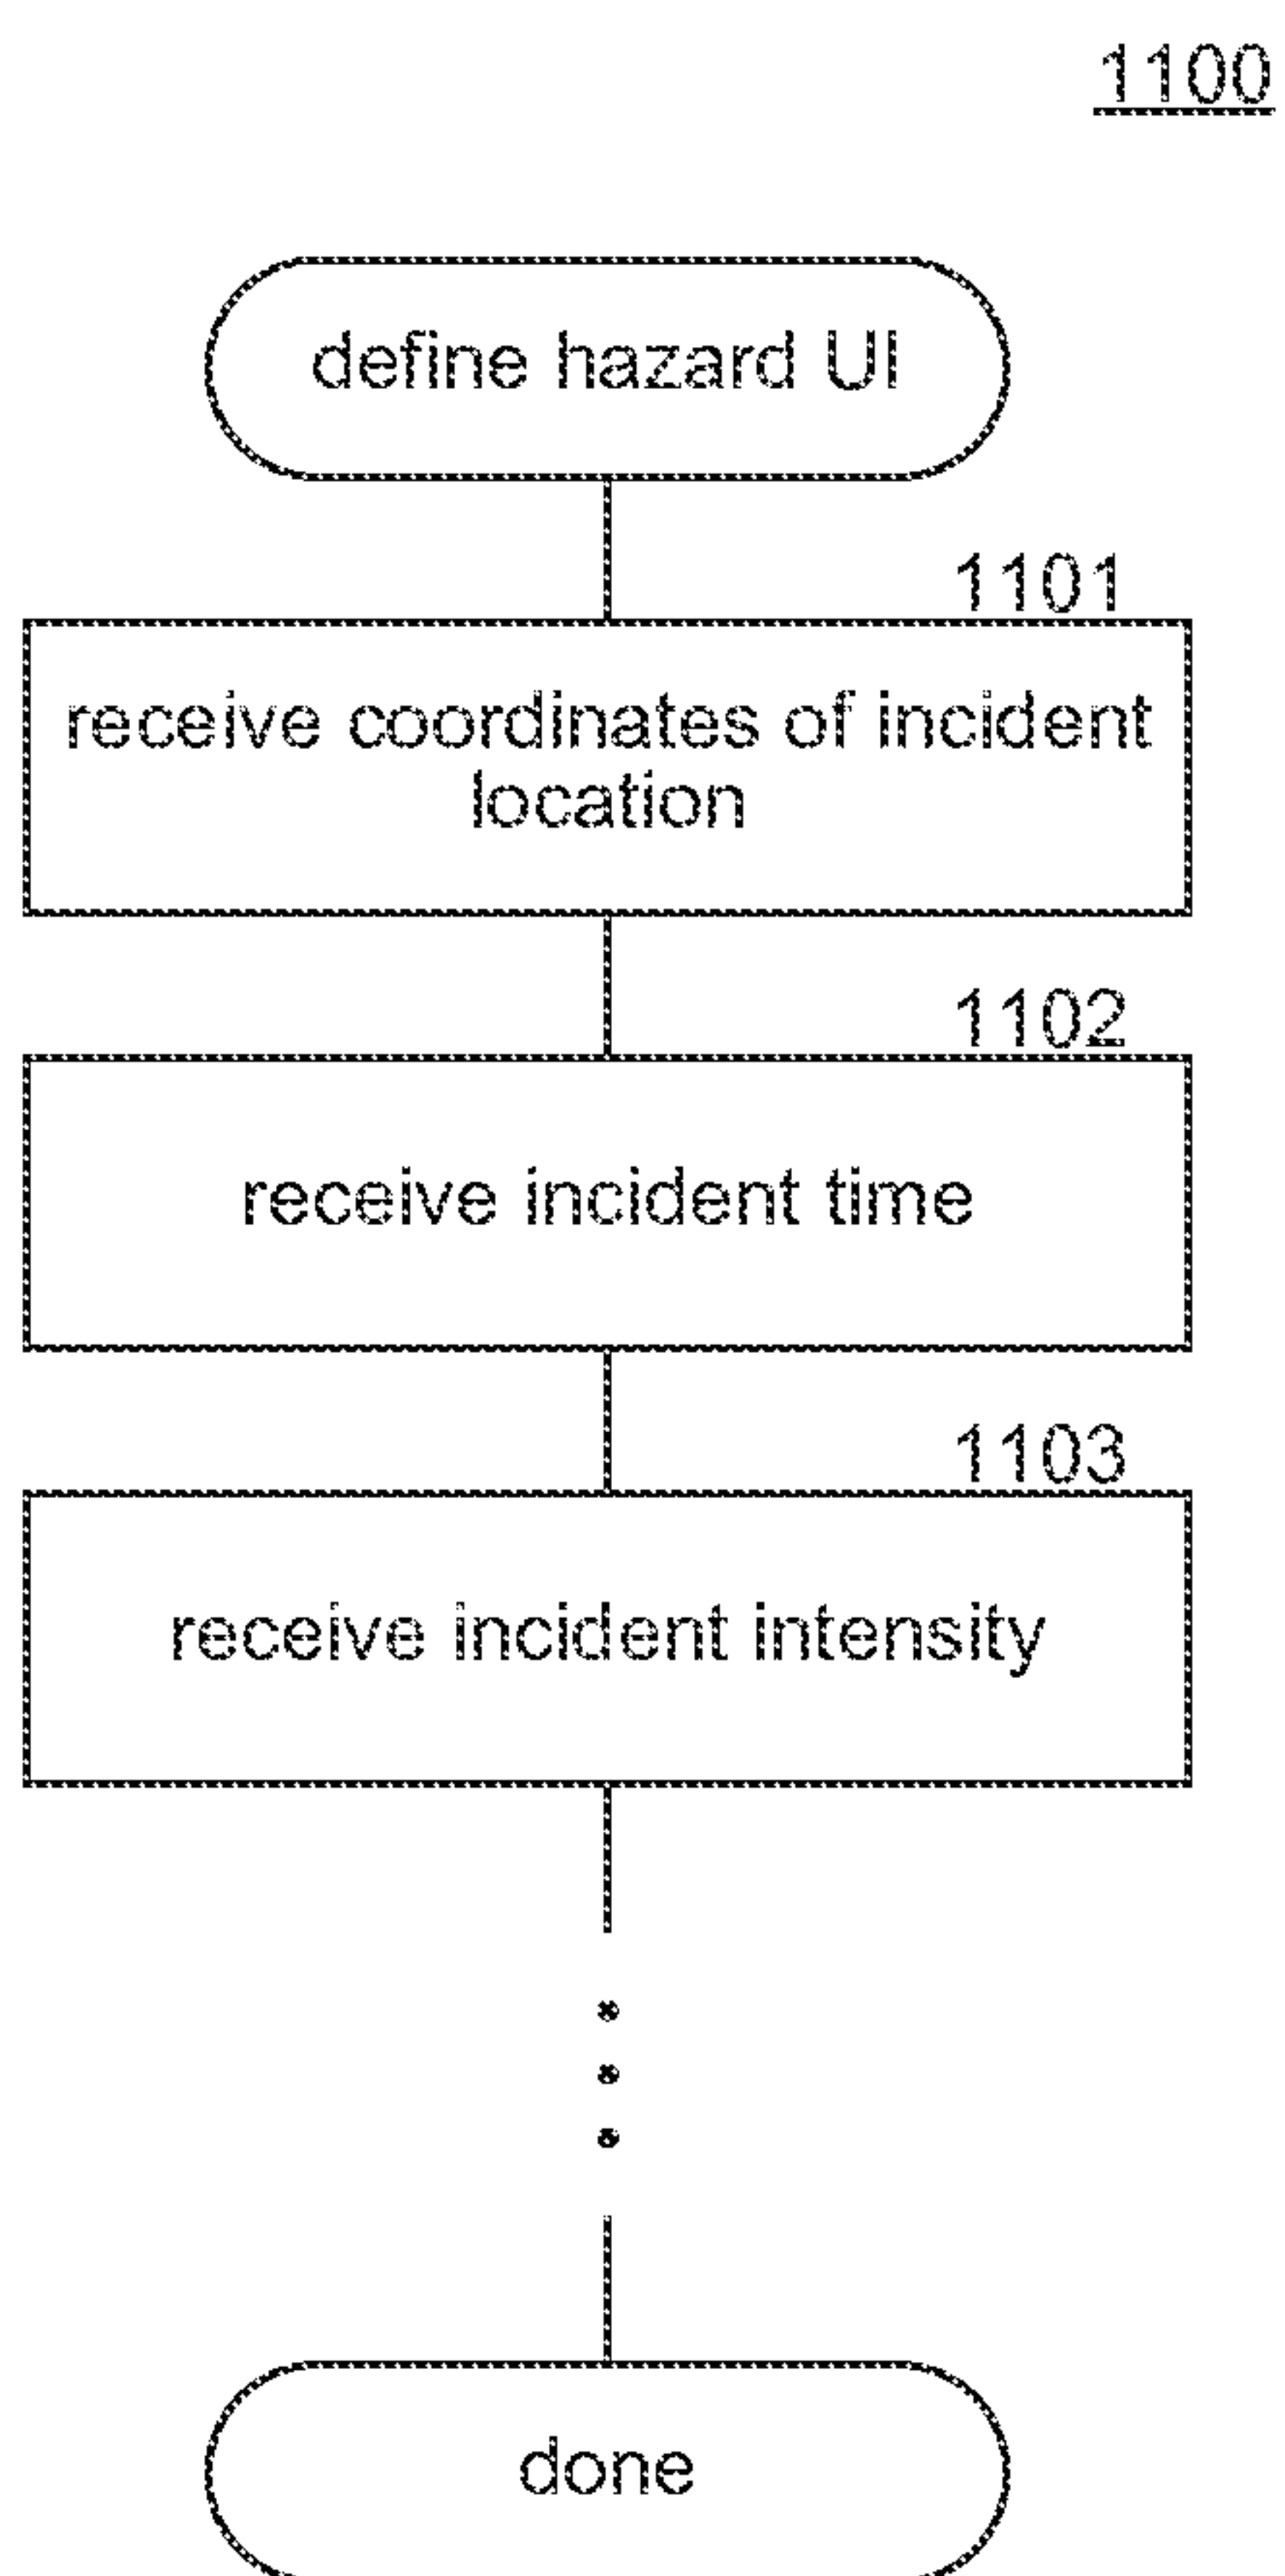 1100
define hazard UI
1101
receive coordinates of incident
location
1102
receive incident time
1103
receive incident intensity
done